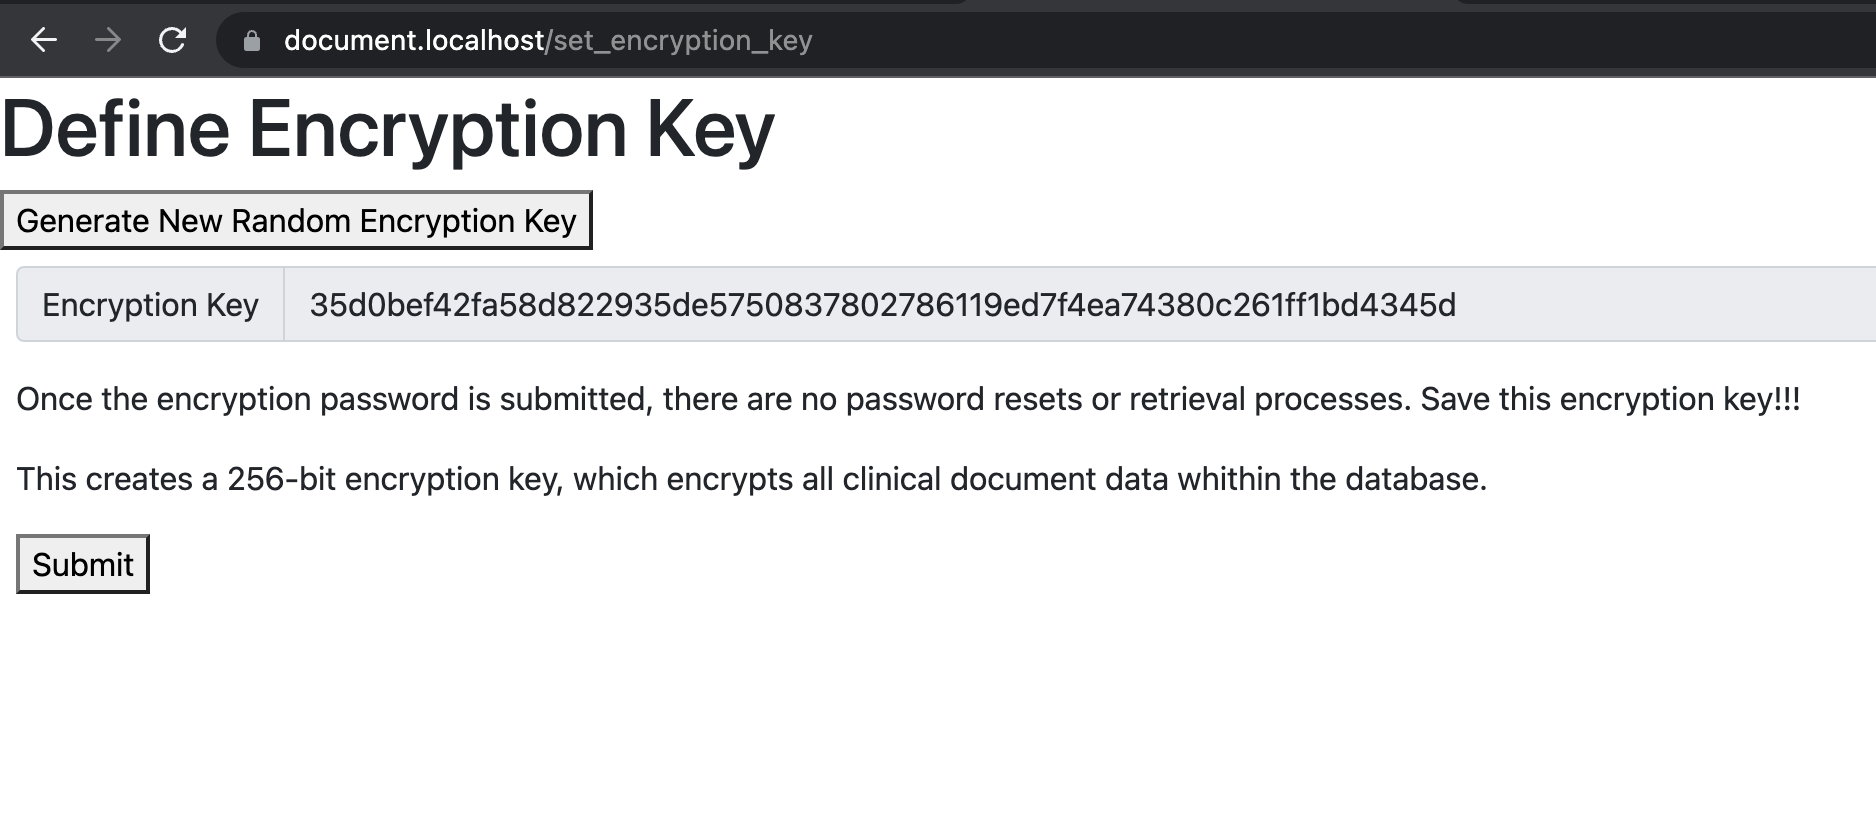 document.localhost/set_encryption_key
Define Encryption Key
Generate New Random Encryption Key
Encryption Key 35d0bef42fa58d822935de5750837802786119ed7f4ea74380c261ff1bd4345d
Once the encryption password is submitted, there are no password resets or retrieval processes. Save this encryption key!!!
This creates a 256-bit encryption key, which encrypts all clinical document data whithin the database.
Submit